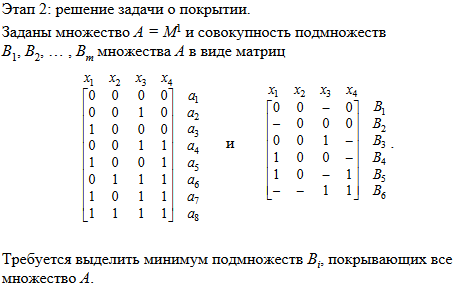 Этап 2: решение задачи о покрытии.
Заданы множество A = M¹ и совокупность подмножеств
B₁, B₂, … , Bₘ множества A в виде матриц
x₁ x₂ x₃ x₄
0 0 0 0 a₁
0 0 1 0 a₂
1 0 0 0 a₃
0 0 1 1 a₄
1 0 0 1 a₅
0 1 1 1 a₆
1 0 1 1 a₇
1 1 1 1 a₈
и
x₁ x₂ x₃ x₄
0 0 – 0 B₁
– 0 0 0 B₂
0 0 1 – B₃
1 0 0 – B₄
1 0 – 1 B₅
– – 1 1 B₆
.
Требуется выделить минимум подмножеств Bᵢ, покрывающих все
множество A.